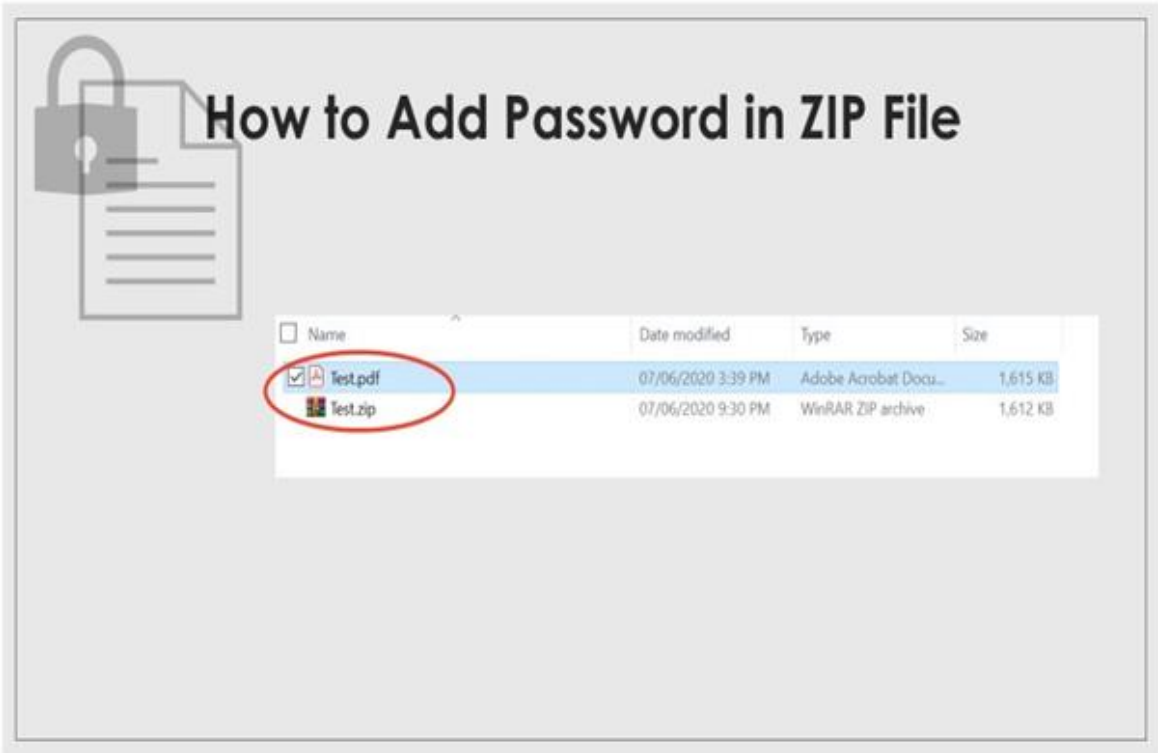 How to Add Password in ZIP File
Name Date modified Type Size
Test.pdf 07/06/2020 3:39 PM Adobe Acrobat Docu... 1,615 KB
Test.zip 07/06/2020 9:30 PM WinRAR ZIP archive 1,612 KB